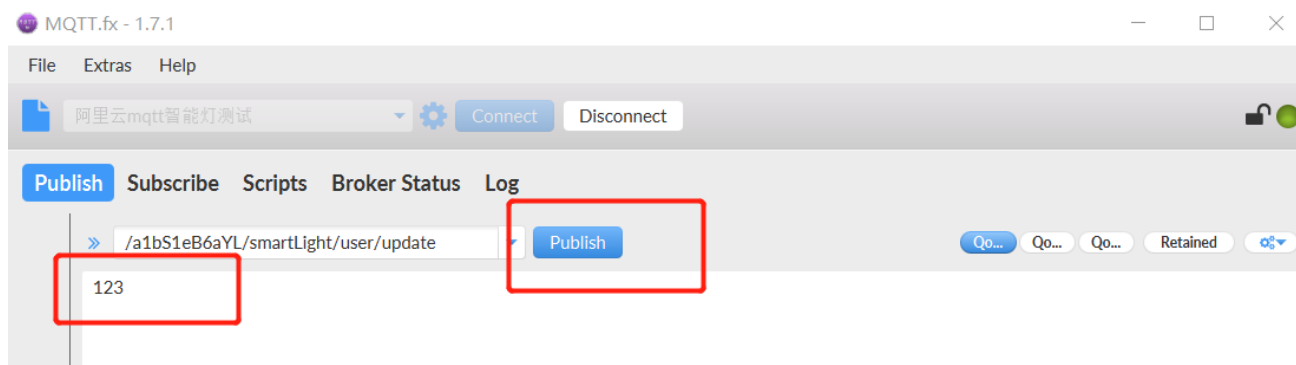 MQTT.fx - 1.7.1
File Extras Help
阿里云mqtt智能灯测试 Connect Disconnect
Publish Subscribe Scripts Broker Status Log
/a1bS1eB6aYL/smartLight/user/update Publish Qo... Qo... Qo... Retained
123